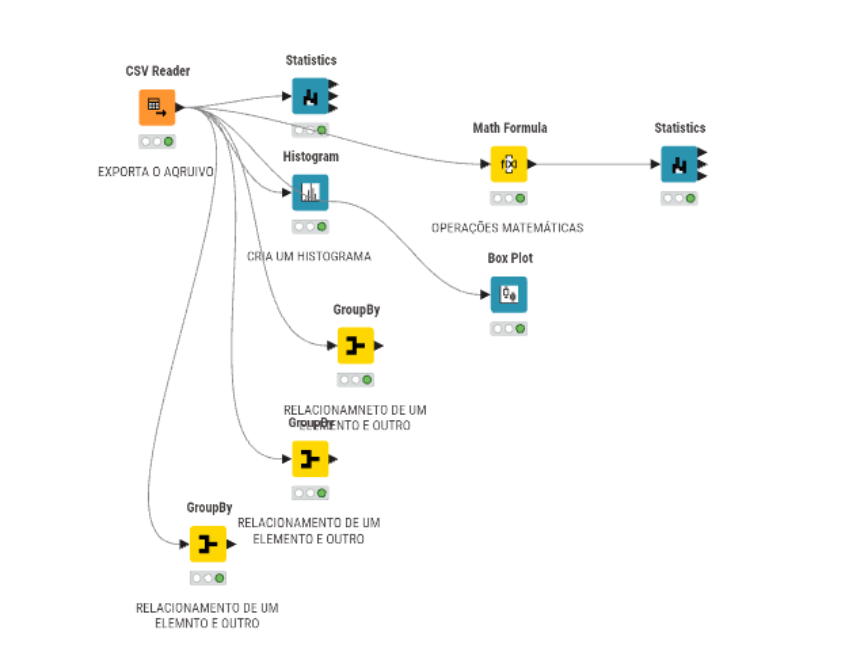 Statistics
CSV Reader
EXPORTA O AQRUIVO
Histogram
CRIA UM HISTOGRAMA
Math Formula
f(x)
OPERAÇÕES MATEMÁTICAS
Statistics
Box Plot
GroupBy
RELACIONAMNETO DE UM
ELEMENTO E OUTRO
GroupBy
RELACIONAMENTO DE UM
ELEMENTO E OUTRO
GroupBy
RELACIONAMENTO DE UM
ELEMNTO E OUTRO